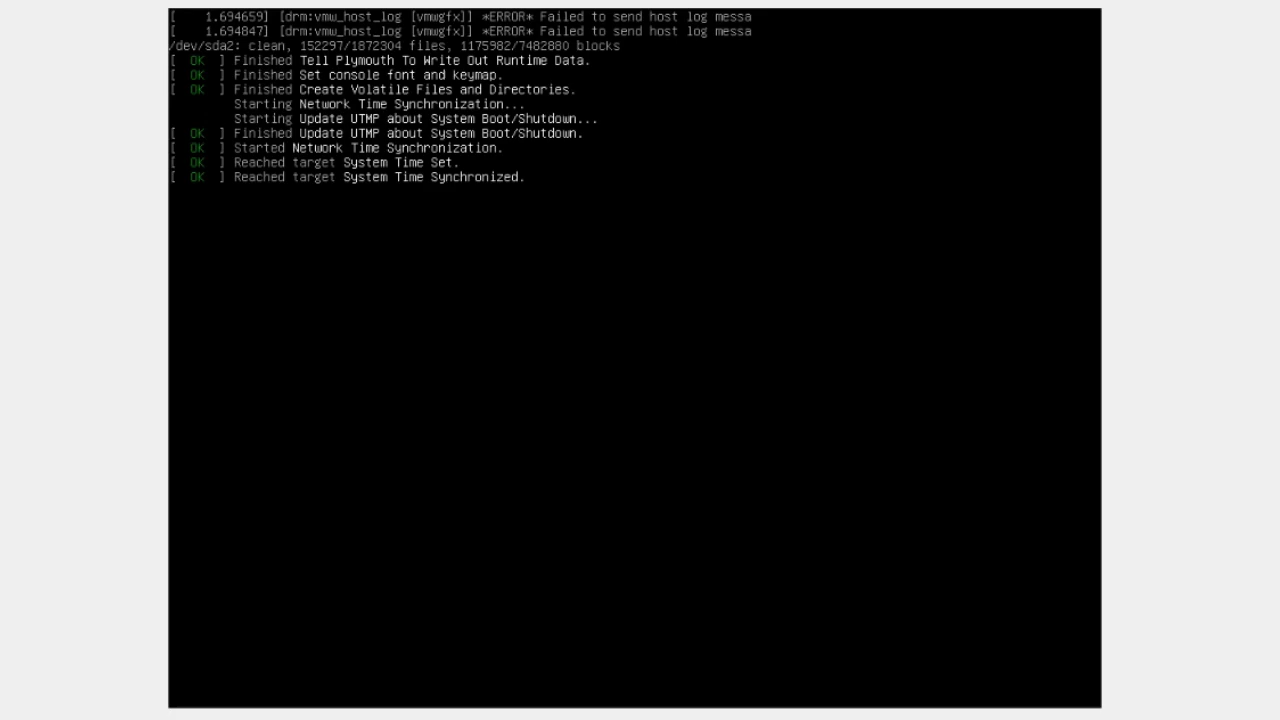 [    1.694659] [drm:vmw_host_log [vmwgfx]] *ERROR* Failed to send host log messa
[    1.694847] [drm:vmw_host_log [vmwgfx]] *ERROR* Failed to send host log messa
/dev/sda2: clean, 152297/1872304 files, 1175982/7482880 blocks
[  OK  ] Finished Tell Plymouth To Write Out Runtime Data.
[  OK  ] Finished Set console font and keymap.
[  OK  ] Finished Create Volatile Files and Directories.
Starting Network Time Synchronization...
Starting Update UTMP about System Boot/Shutdown...
[  OK  ] Finished Update UTMP about System Boot/Shutdown.
[  OK  ] Started Network Time Synchronization.
[  OK  ] Reached target System Time Set.
[  OK  ] Reached target System Time Synchronized.